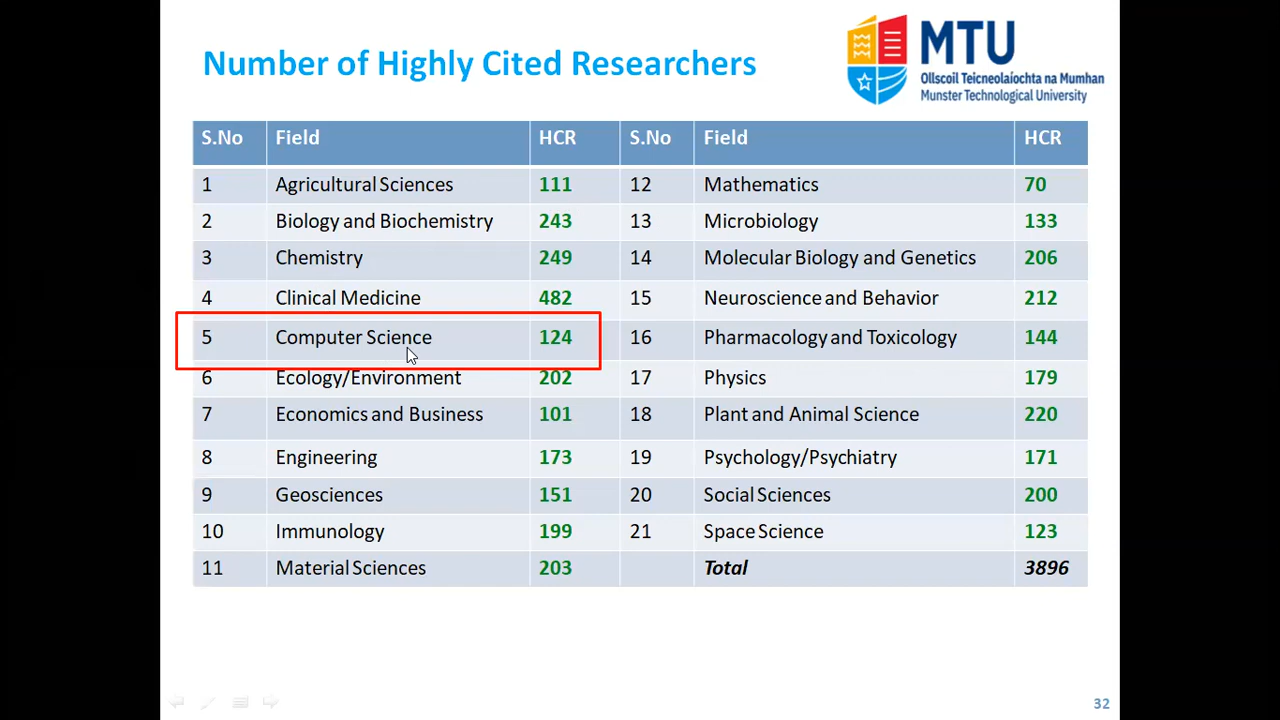 Number of Highly Cited Researchers
MTU
Ollscoil Teicneolaíochta na Mumhan
Munster Technological University
S.No Field HCR S.No Field HCR
1 Agricultural Sciences 111 12 Mathematics 70
2 Biology and Biochemistry 243 13 Microbiology 133
3 Chemistry 249 14 Molecular Biology and Genetics 206
4 Clinical Medicine 482 15 Neuroscience and Behavior 212
5 Computer Science 124 16 Pharmacology and Toxicology 144
6 Ecology/Environment 202 17 Physics 179
7 Economics and Business 101 18 Plant and Animal Science 220
8 Engineering 173 19 Psychology/Psychiatry 171
9 Geosciences 151 20 Social Sciences 200
10 Immunology 199 21 Space Science 123
11 Material Sciences 203 Total 3896
32